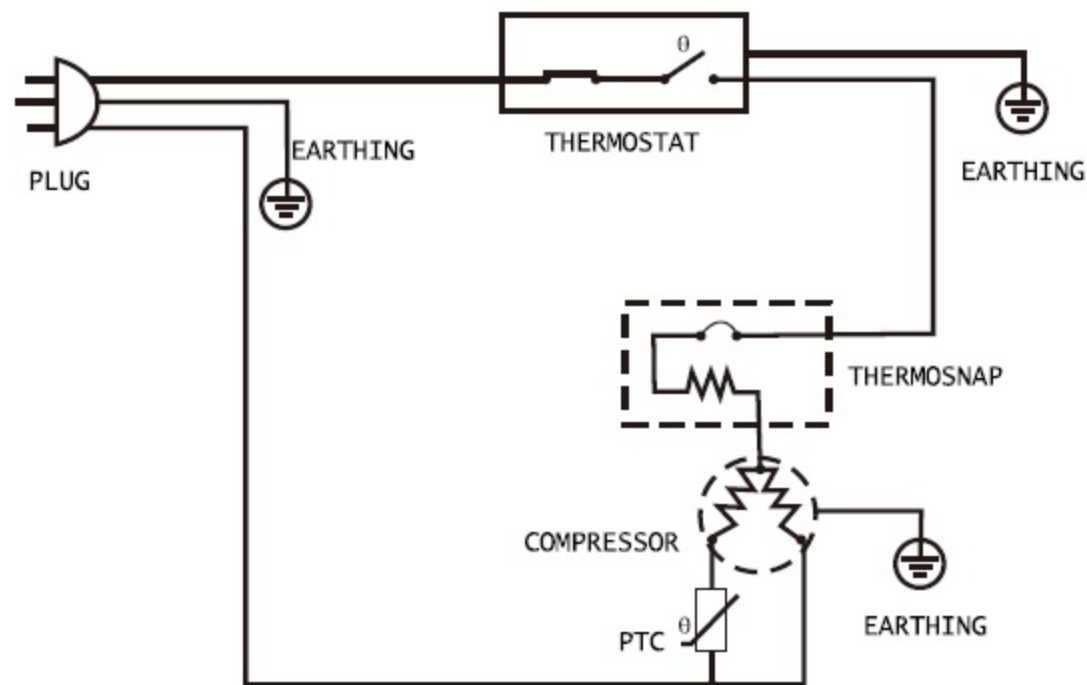 θ
THERMOSTAT
EARTHING
EARTHING
PLUG
THERMOSNAP
COMPRESSOR
θ
PTC
EARTHING